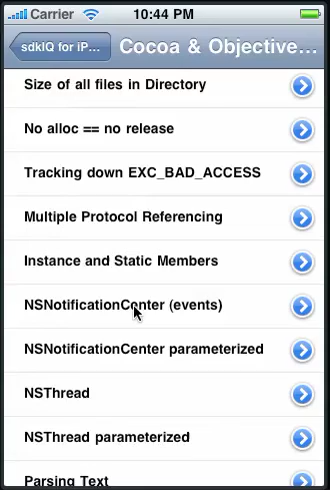 Carrier 10:44 PM
sdkIQ for iP... Cocoa & Objective...
Size of all files in Directory
No alloc == no release
Tracking down EXC_BAD_ACCESS
Multiple Protocol Referencing
Instance and Static Members
NSNotificationCenter (events)
NSNotificationCenter parameterized
NSThread
NSThread parameterized
Parsing Text